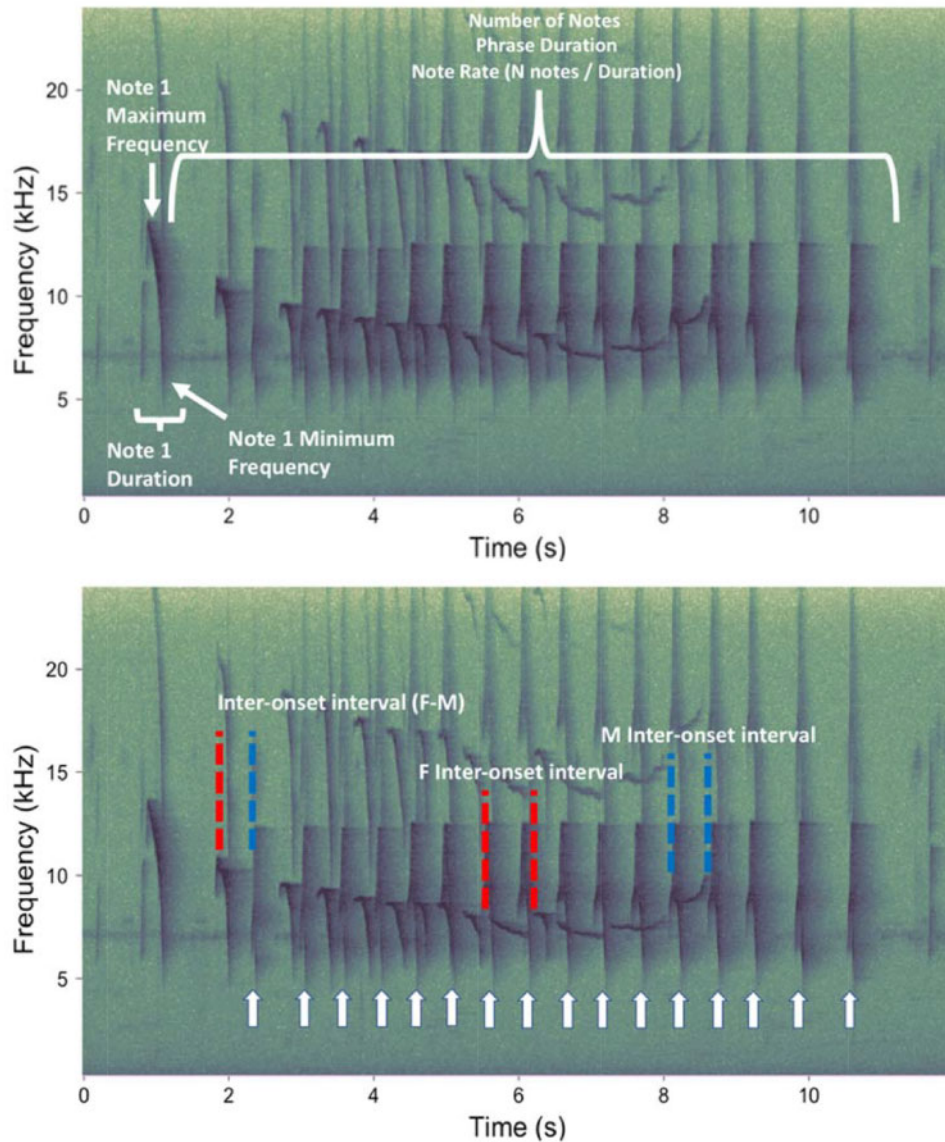 Number of Notes
Phrase Duration
Note Rate (N notes / Duration)
Note 1
Maximum
Frequency
Note 1 Minimum
Frequency
Note 1
Duration
Frequency (kHz)
20
15
10
5
0 2 4 6 8 10
Time (s)
Inter-onset interval (F-M)
M Inter-onset interval
F Inter-onset interval
Frequency (kHz)
20
15
10
5
0 2 4 6 8 10
Time (s)